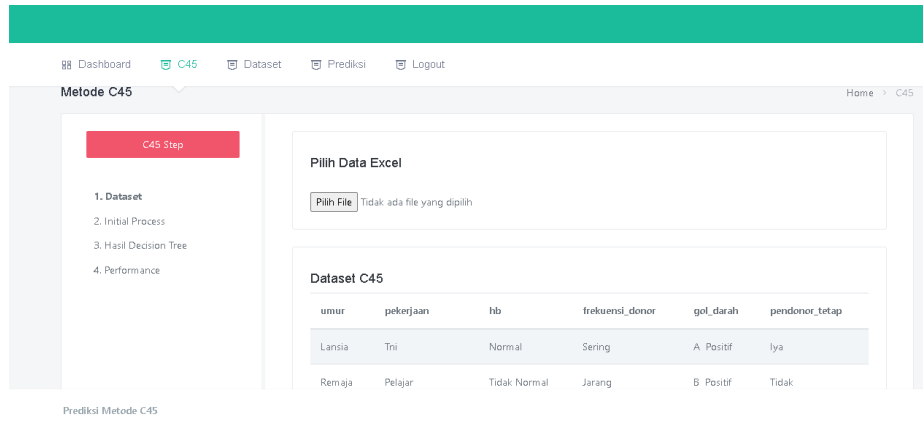 Dashboard C45 Dataset Prediksi Logout
Metode C45
Home > C45
C45 Step
1. Dataset
2. Initial Process
3. Hasil Decision Tree
4. Performance
Pilih Data Excel
Pilih File Tidak ada file yang dipilih
Dataset C45
umur pekerjaan hb frekuensi_donor gol_darah pendonor_tetap
Lansia Tni Normal Sering A Positif Iya
Remaja Pelajar Tidak Normal Jarang B Positif Tidak
Prediksi Metode C45